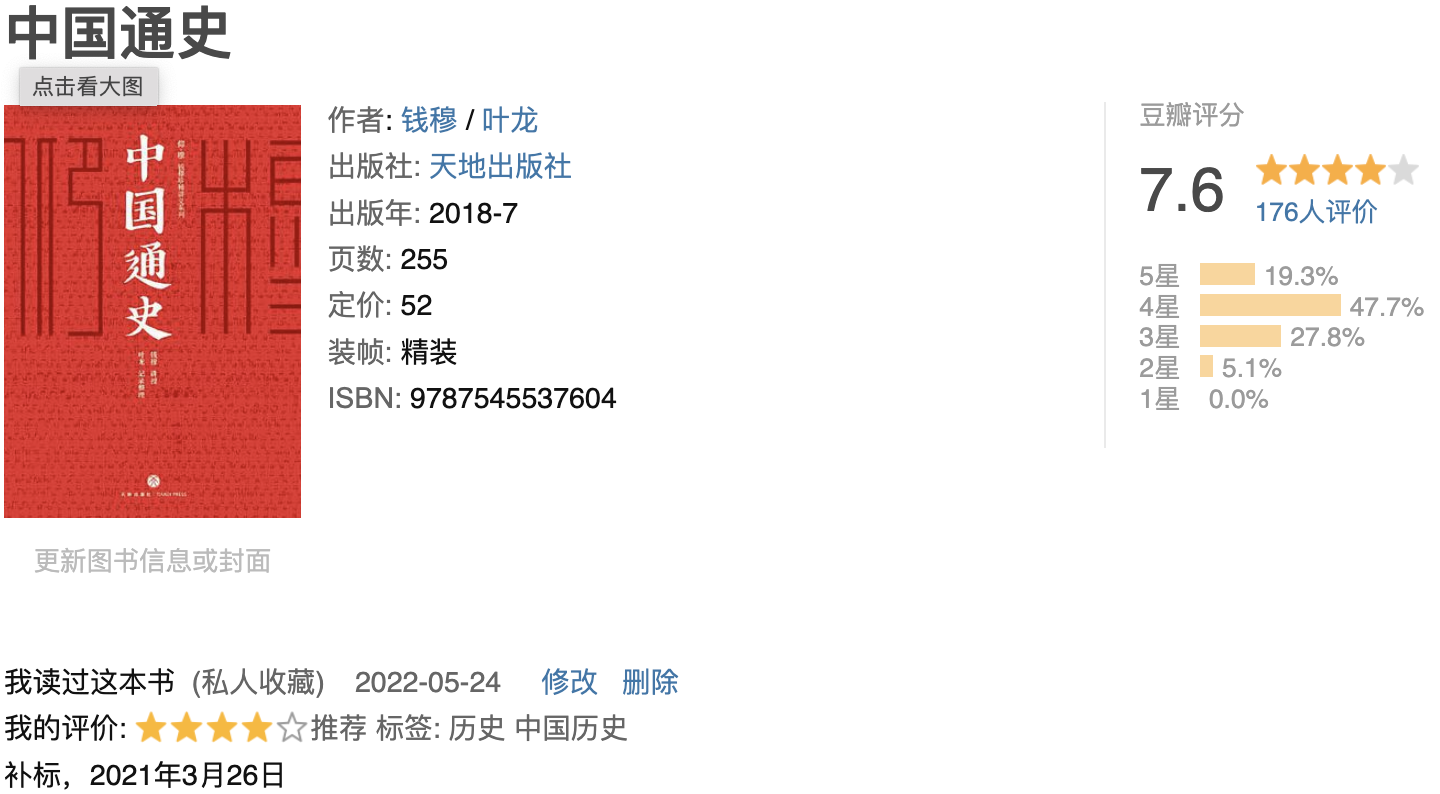 中国通史
点击看大图
中国通史
钱穆 讲授
叶龙 记录整理
作者: 钱穆 / 叶龙
出版社: 天地出版社
出版年: 2018-7
页数: 255
定价: 52
装帧: 精装
ISBN: 9787545537604
豆瓣评分
7.6
176人评价
5星 19.3%
4星 47.7%
3星 27.8%
2星 5.1%
1星 0.0%
更新图书信息或封面
我读过这本书 (私人收藏) 2022-05-24 修改 删除
我的评价: 推荐 标签: 历史 中国历史
补标，2021年3月26日